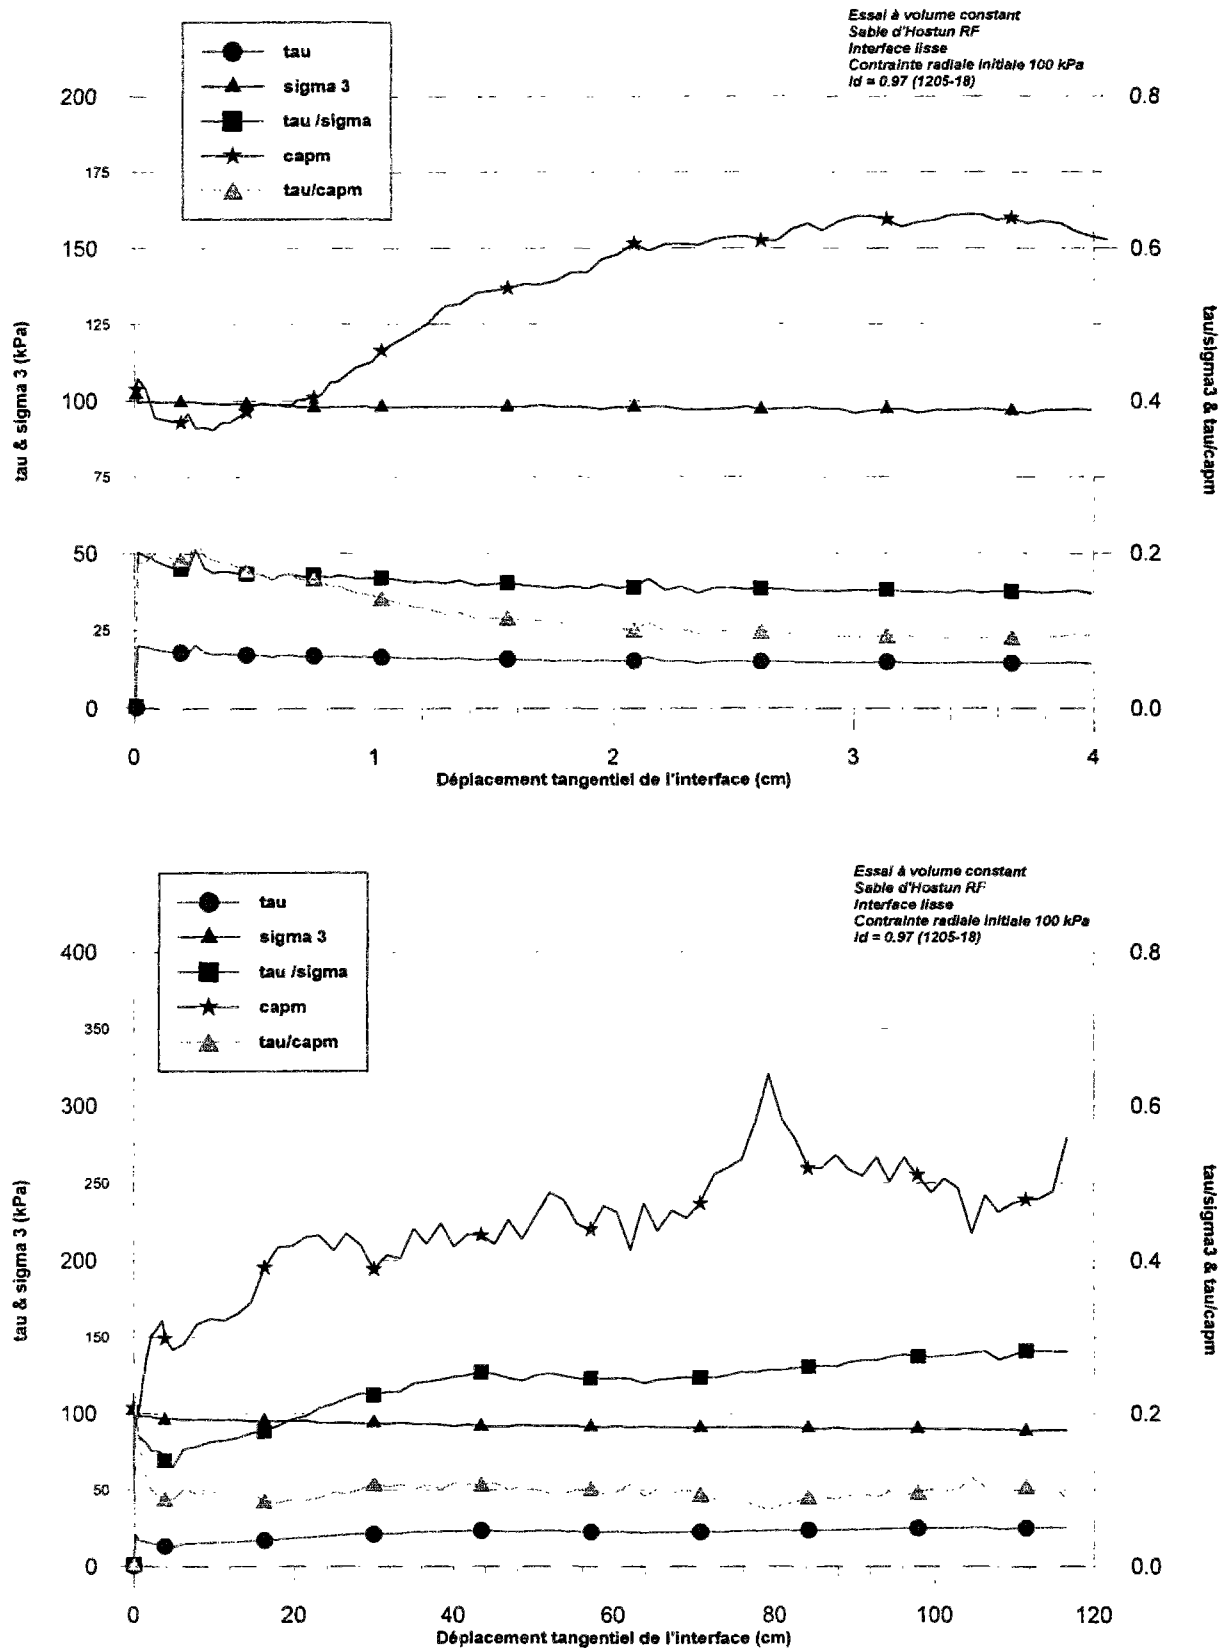 Essai à volume constant
Sable d'Hostun RF
Interface lisse
Contrainte radiale initiale 100 kPa
Id = 0.97 (1205-18)
tau
sigma 3
tau /sigma
capm
tau/capm
200
175
150
125
100
75
50
25
0
tau & sigma 3 (kPa)
0.8
0.6
0.4
0.2
0.0
tau/sigma3 & tau/capm
0 1 2 3 4
Déplacement tangentiel de l'interface (cm)
Essai à volume constant
Sable d'Hostun RF
Interface lisse
Contrainte radiale initiale 100 kPa
Id = 0.97 (1205-18)
tau
sigma 3
tau /sigma
capm
tau/capm
400
350
300
250
200
150
100
50
0
tau & sigma 3 (kPa)
0.8
0.6
0.4
0.2
0.0
tau/sigma3 & tau/capm
0 20 40 60 80 100 120
Déplacement tangentiel de l'interface (cm)